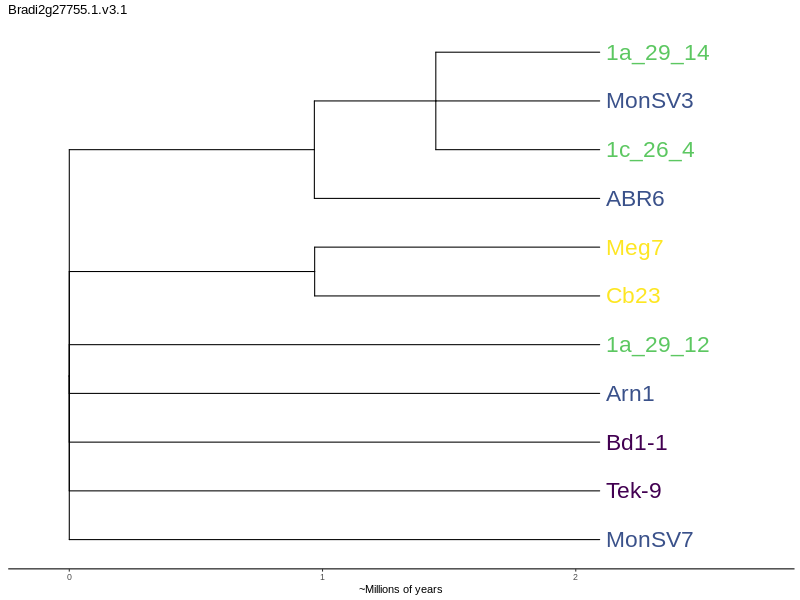 Bradi2g27755.1.v3.1
1a_29_14
MonSV3
1c_26_4
ABR6
Meg7
Cb23
1a_29_12
Arn1
Bd1-1
Tek-9
MonSV7
0 1 2
~Millions of years